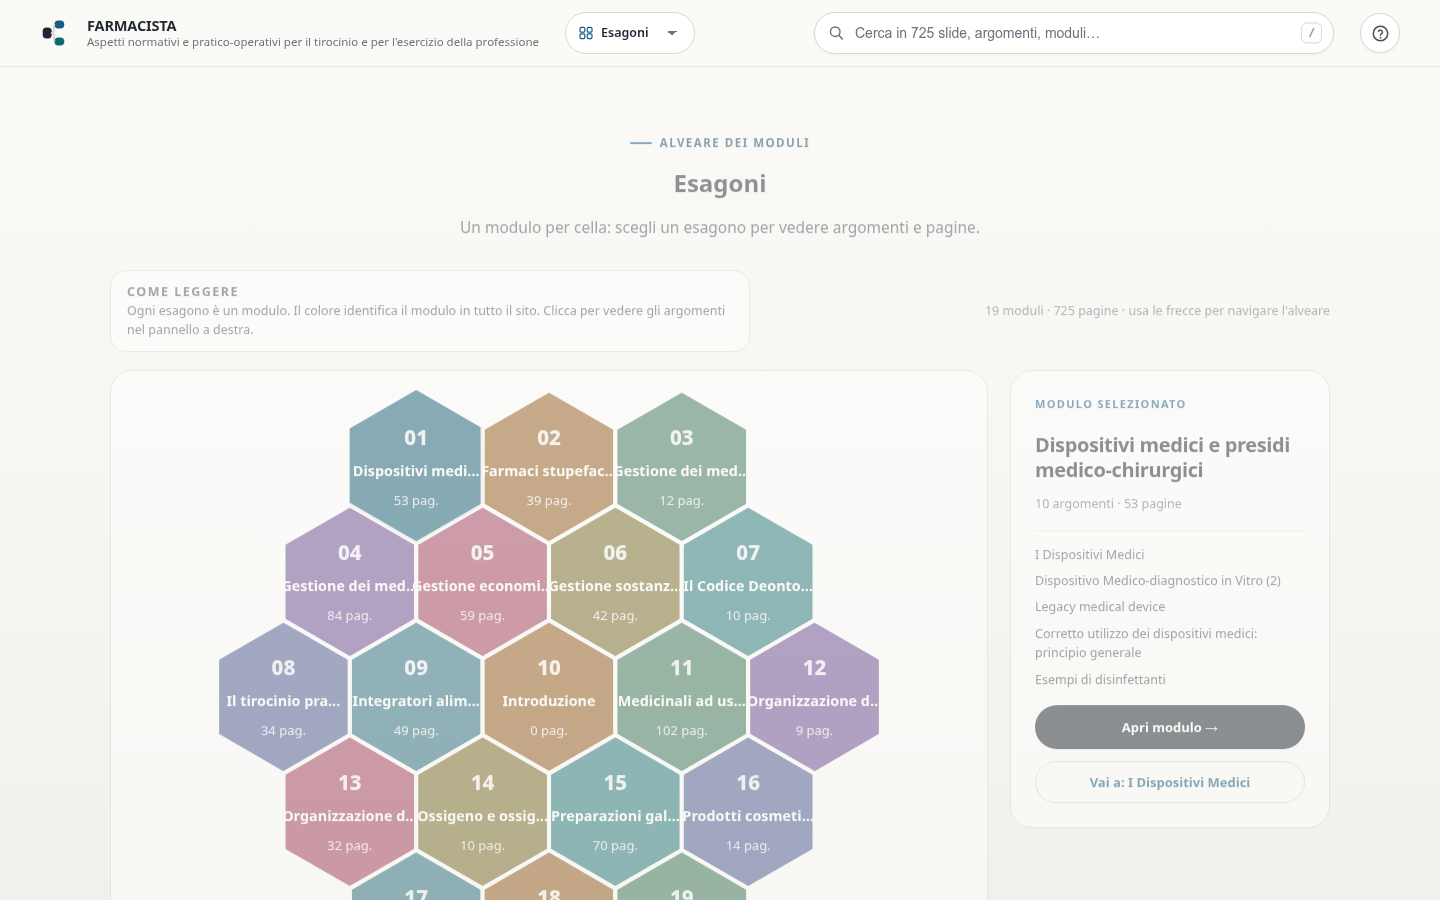 FARMACISTA
Aspetti normativi e pratico-operativi per il tirocinio e per l'esercizio della professione
Esagoni
Cerca in 725 slide, argomenti, moduli…
/
?
ALVEARE DEI MODULI
Esagoni
Un modulo per cella: scegli un esagono per vedere argomenti e pagine.
COME LEGGERE
Ogni esagono è un modulo. Il colore identifica il modulo in tutto il sito. Clicca per vedere gli argomenti
nel pannello a destra.
19 moduli · 725 pagine · usa le frecce per navigare l'alveare
01
Dispositivi medi…
53 pag.
02
Farmaci stupefac…
39 pag.
03
Gestione dei med…
12 pag.
04
Gestione dei med…
84 pag.
05
Gestione economi…
59 pag.
06
Gestione sostanz…
42 pag.
07
Il Codice Deonto…
10 pag.
08
Il tirocinio pra…
34 pag.
09
Integratori alim…
49 pag.
10
Introduzione
0 pag.
11
Medicinali ad us…
102 pag.
12
Organizzazione d…
9 pag.
13
Organizzazione d…
32 pag.
14
Ossigeno e ossig…
10 pag.
15
Preparazioni gal…
70 pag.
16
Prodotti cosmeti…
14 pag.
17
18
19
MODULO SELEZIONATO
Dispositivi medici e presidi
medico-chirurgici
10 argomenti · 53 pagine
I Dispositivi Medici
Dispositivo Medico-diagnostico in Vitro (2)
Legacy medical device
Corretto utilizzo dei dispositivi medici:
principio generale
Esempi di disinfettanti
Apri modulo →
Vai a: I Dispositivi Medici